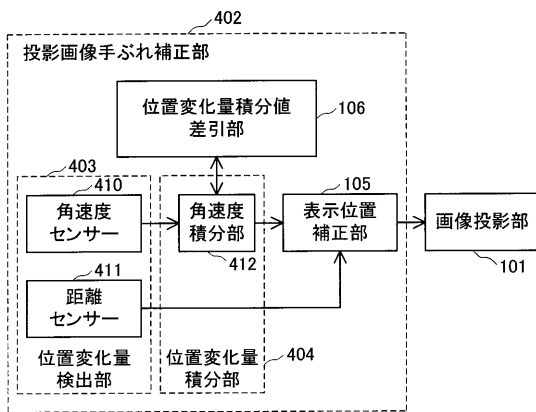 402
投影画像手ぶれ補正部
位置変化量積分値
差引部
106
403
410
角速度
センサー
角速度
積分部
412
105
表示位置
補正部
画像投影部
101
411
距離
センサー
位置変化量
検出部
位置変化量
積分部
404